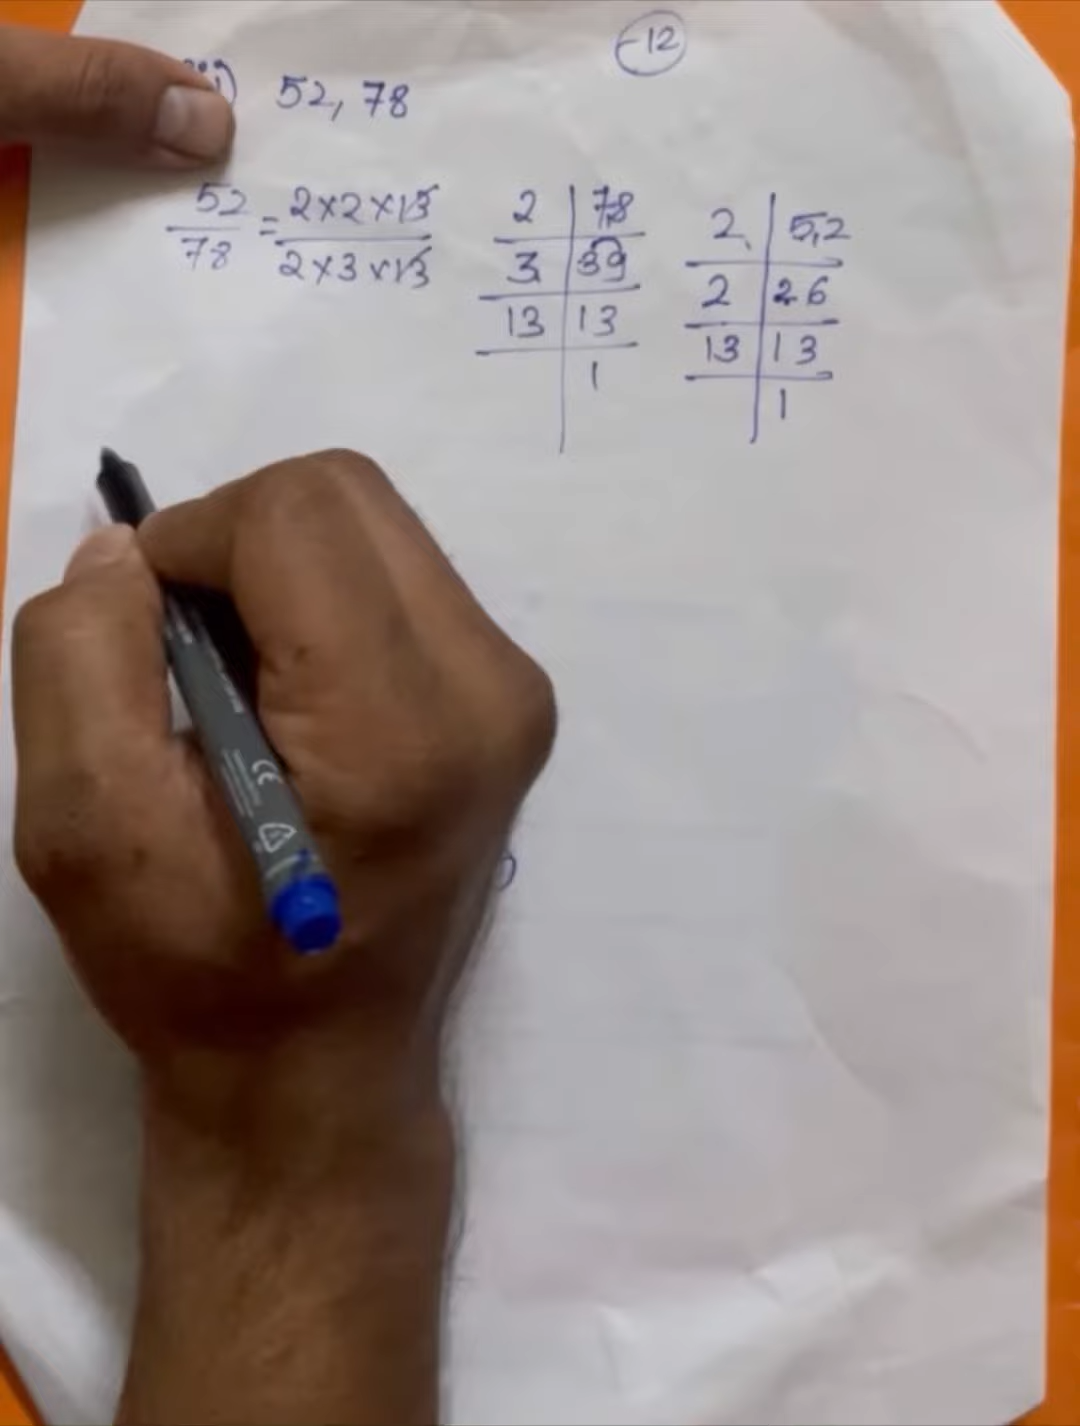 -12
52, 78
52/78 = 2×2×13/2×3×13
2 | 78
3 | 39
13 | 13
1
2 | 52
2 | 26
13 | 13
1
CE